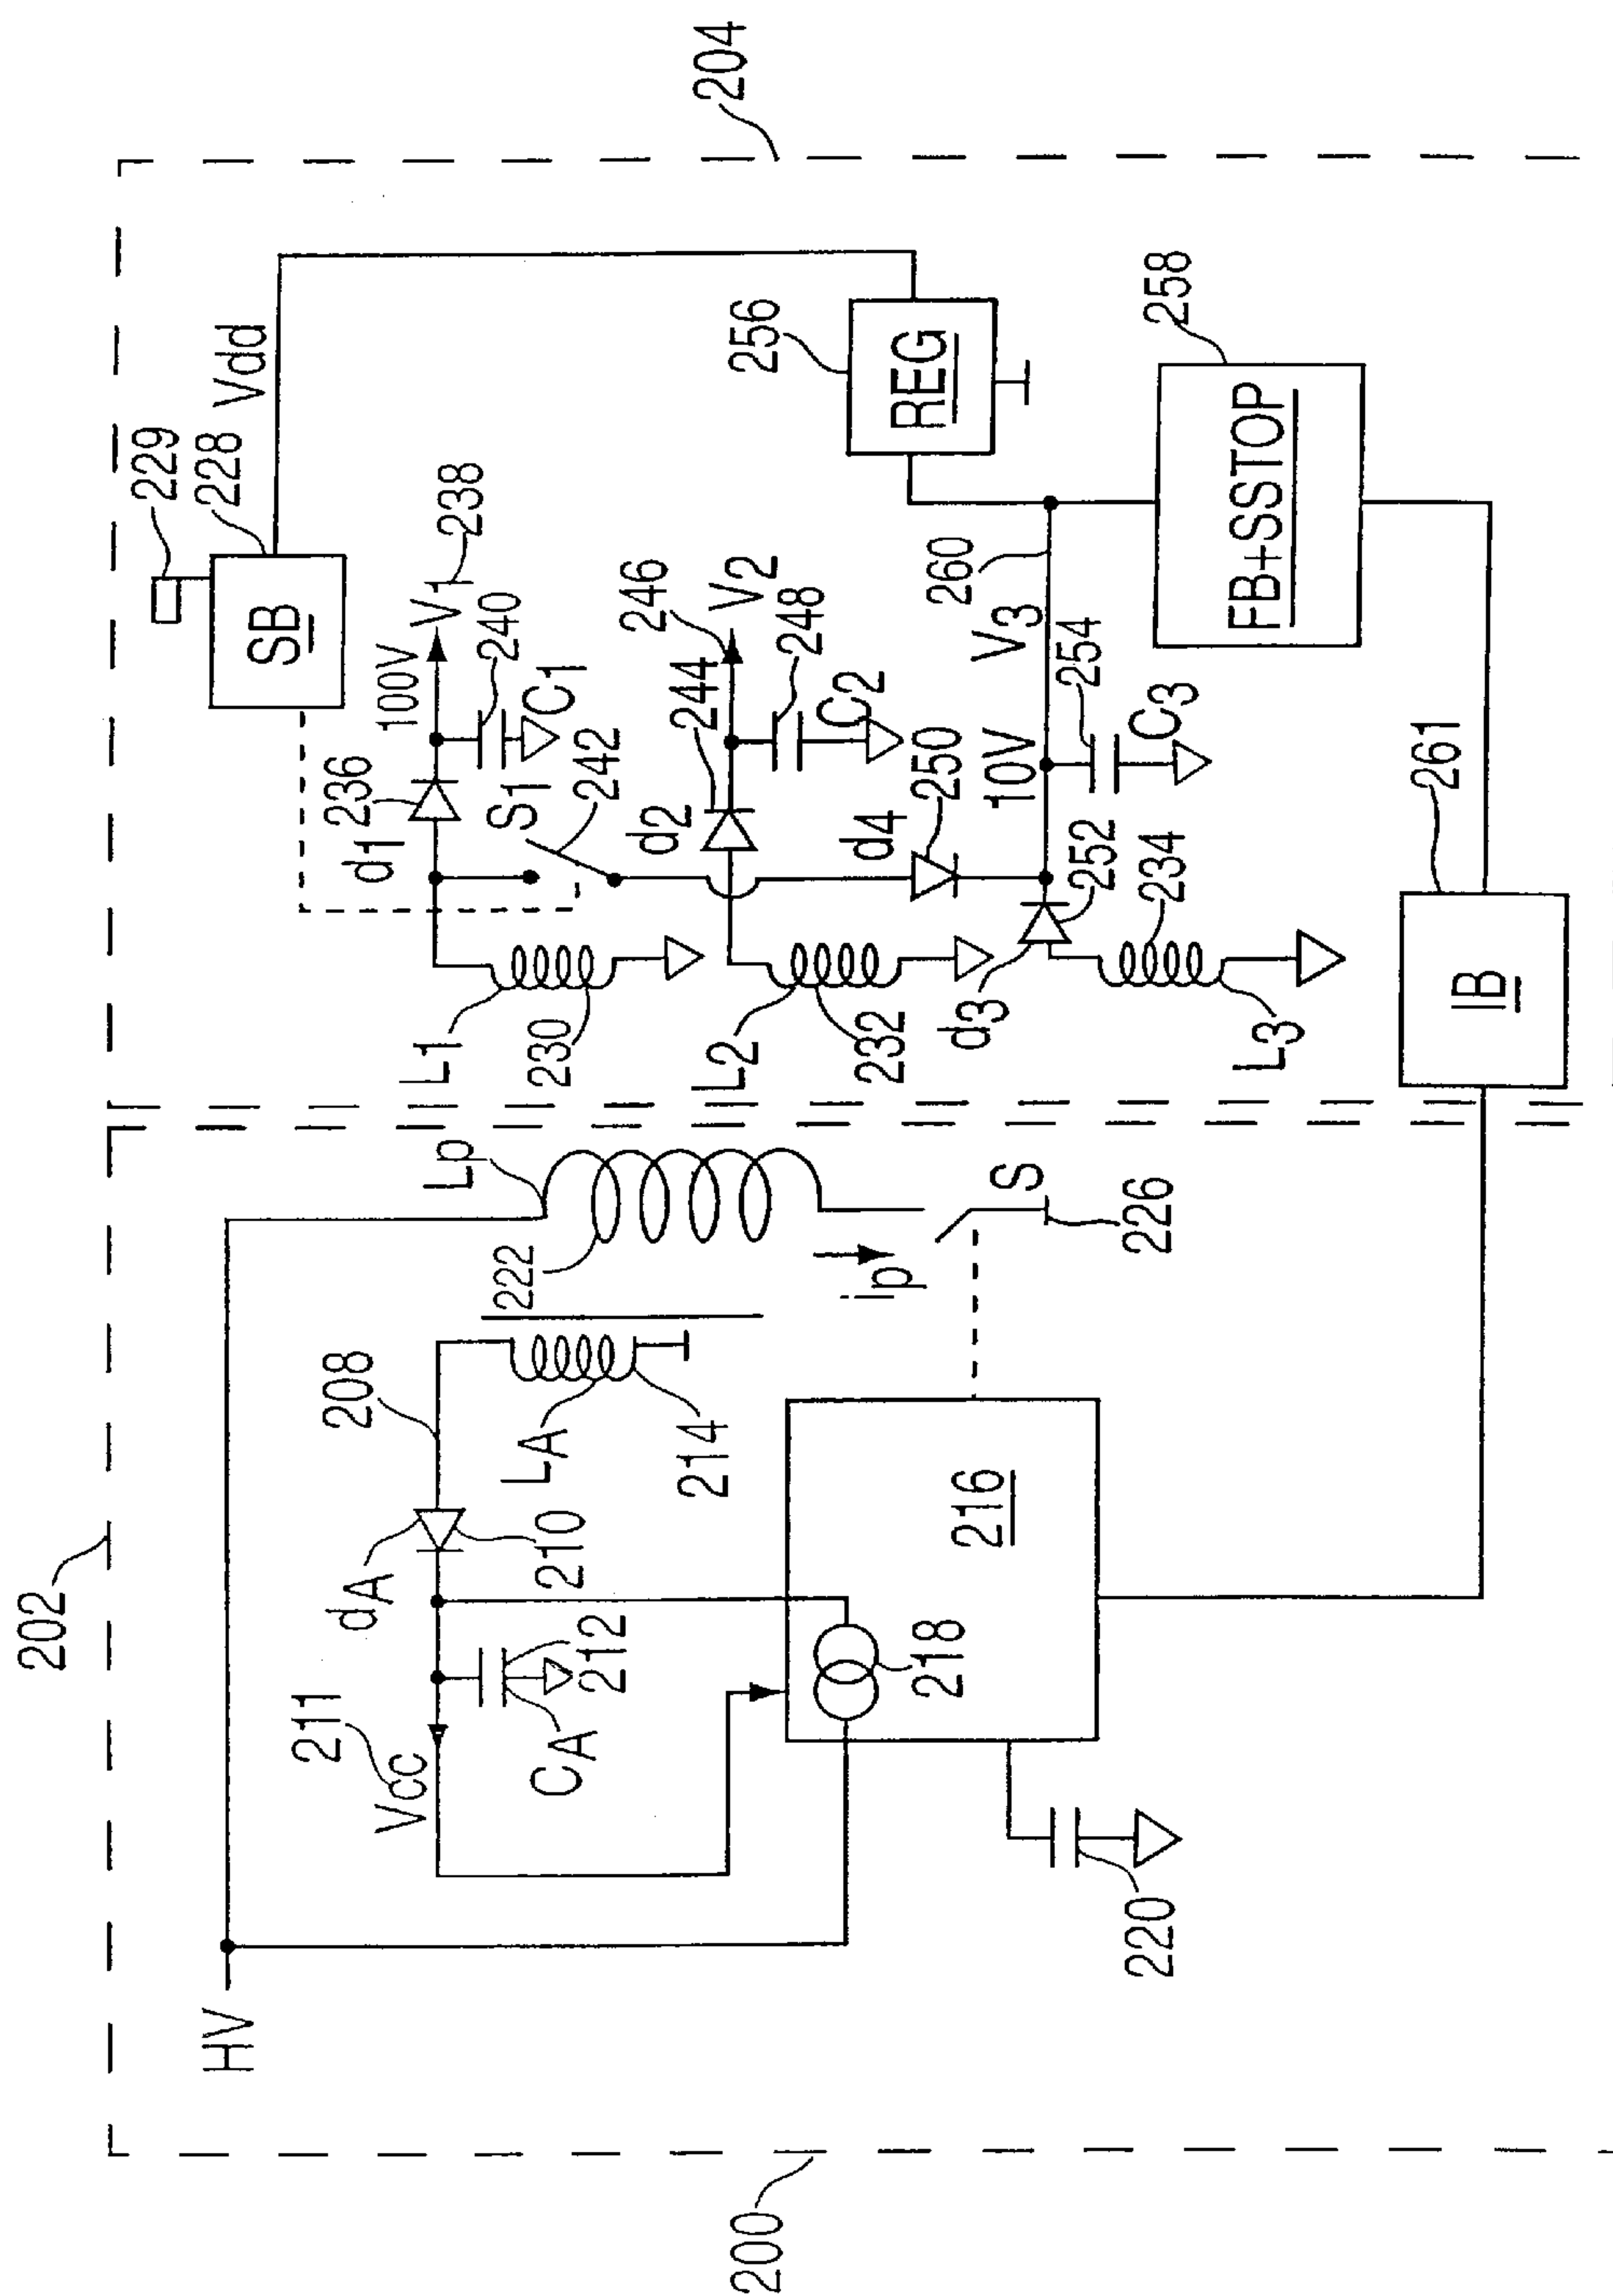 200
202
204
HV
211
Vcc
CA
212
dA
210
208
LA
214
216
218
220
222
Lp
ip
S
226
229
228
SB
Vdd
L1
230
d1
236
100V
V1
238
240
C1
S1
242
L2
232
d2
244
246
V2
248
C2
d4
250
d3
252
234
L3
10V
V3
260
254
C3
256
REG
258
FB+SSTOP
261
IB